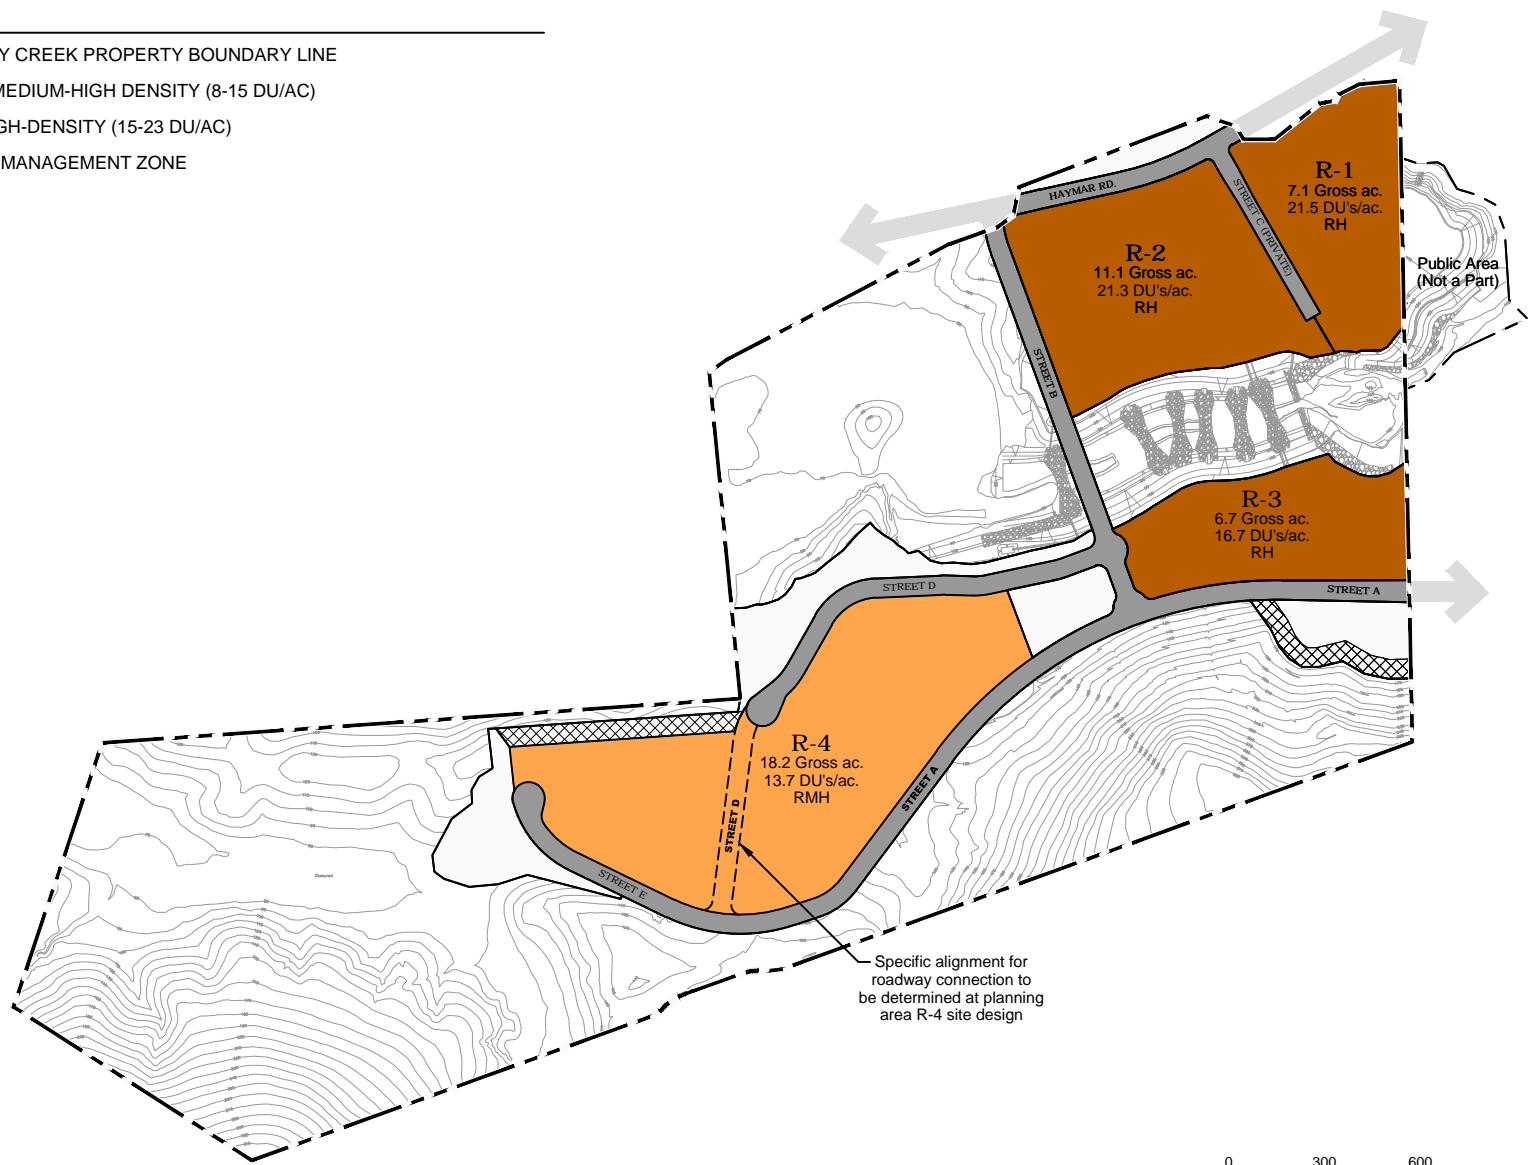 Y CREEK PROPERTY BOUNDARY LINE
MEDIUM-HIGH DENSITY (8-15 DU/AC)
GH-DENSITY (15-23 DU/AC)
MANAGEMENT ZONE
HAYMAR RD.
STREET C (PRIVATE)
R-1
7.1 Gross ac.
21.5 DU's/ac.
RH
R-2
11.1 Gross ac.
21.3 DU's/ac.
RH
Public Area
(Not a Part)
STREET B
R-3
6.7 Gross ac.
16.7 DU's/ac.
RH
STREET D
STREET A
R-4
18.2 Gross ac.
13.7 DU's/ac.
RMH
STREET D
STREET A
STREET E
Specific alignment for
roadway connection to
be determined at planning
area R-4 site design
0 300 600